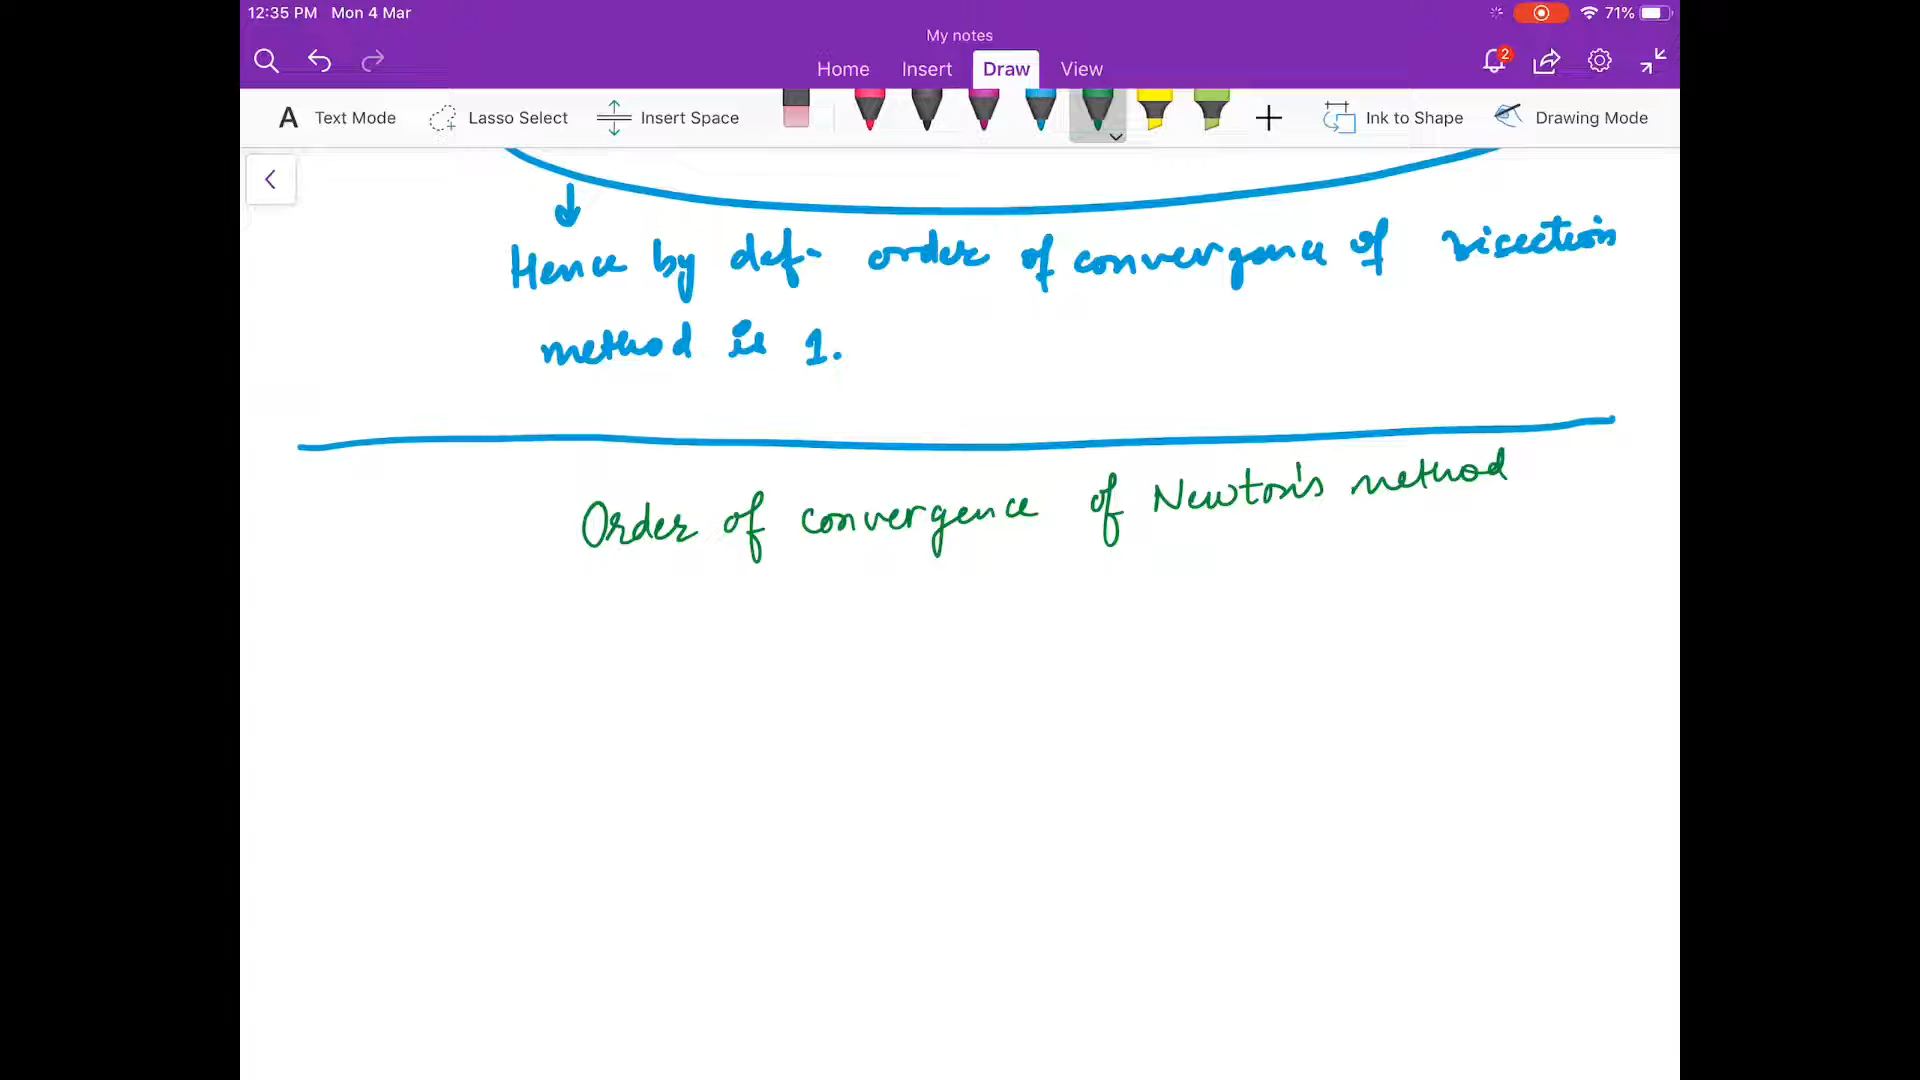 12:35 PM Mon 4 Mar
71%
My notes
2
Home Insert Draw View
A Text Mode Lasso Select Insert Space Ink to Shape Drawing Mode
Hence by def- order of convergence of bisection
method is 1.
Order of convergence of Newton's method